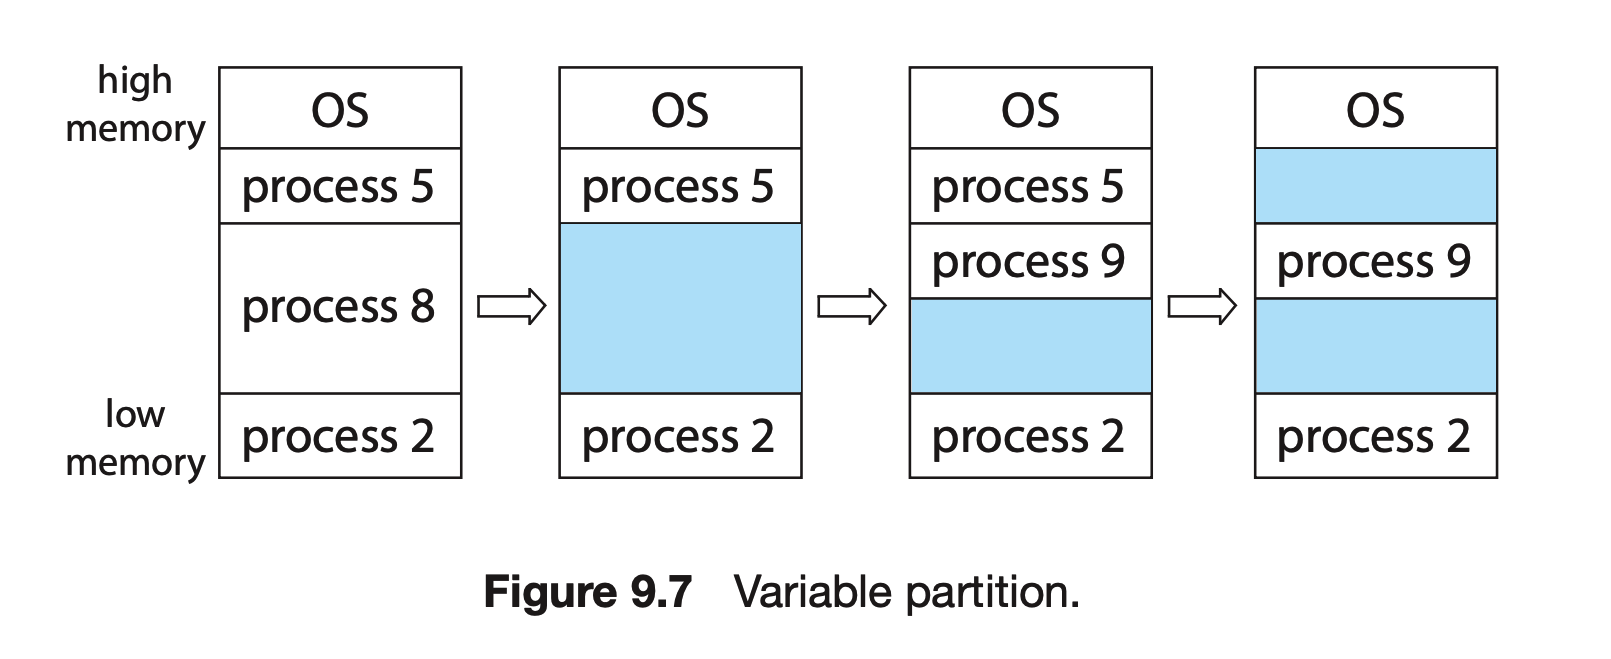 high
memory
OS
process 5
process 8
process 2
low
memory
OS
process 5
process 2
OS
process 5
process 9
process 2
OS
process 9
process 2
Figure 9.7 Variable partition.